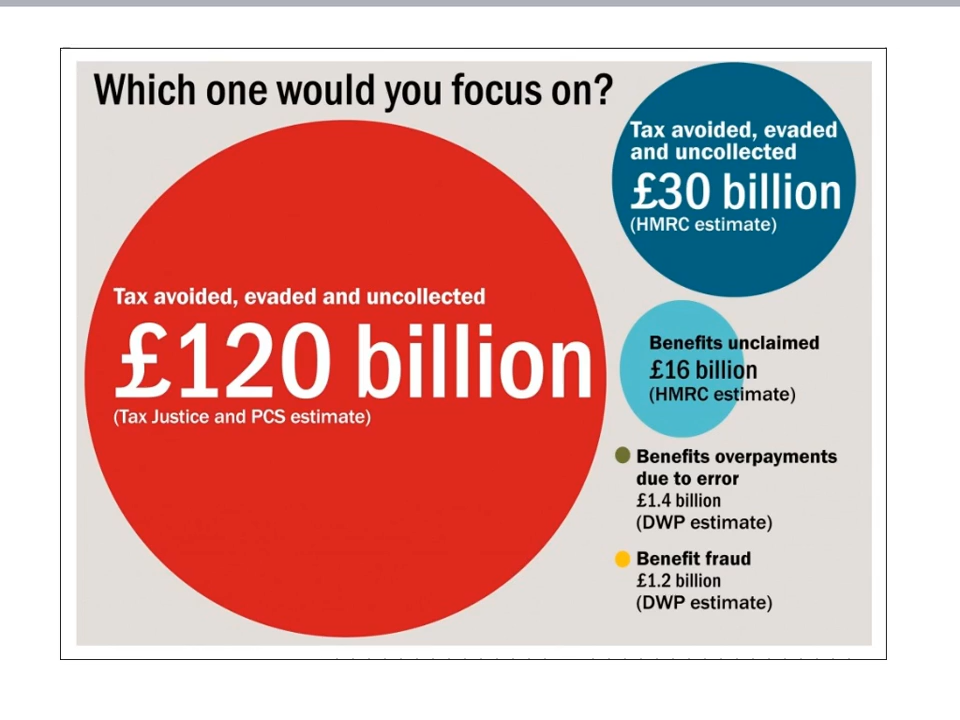 Which one would you focus on?
Tax avoided, evaded and uncollected
£120 billion
(Tax Justice and PCS estimate)
Tax avoided, evaded
and uncollected
£30 billion
(HMRC estimate)
Benefits unclaimed
£16 billion
(HMRC estimate)
Benefits overpayments
due to error
£1.4 billion
(DWP estimate)
Benefit fraud
£1.2 billion
(DWP estimate)